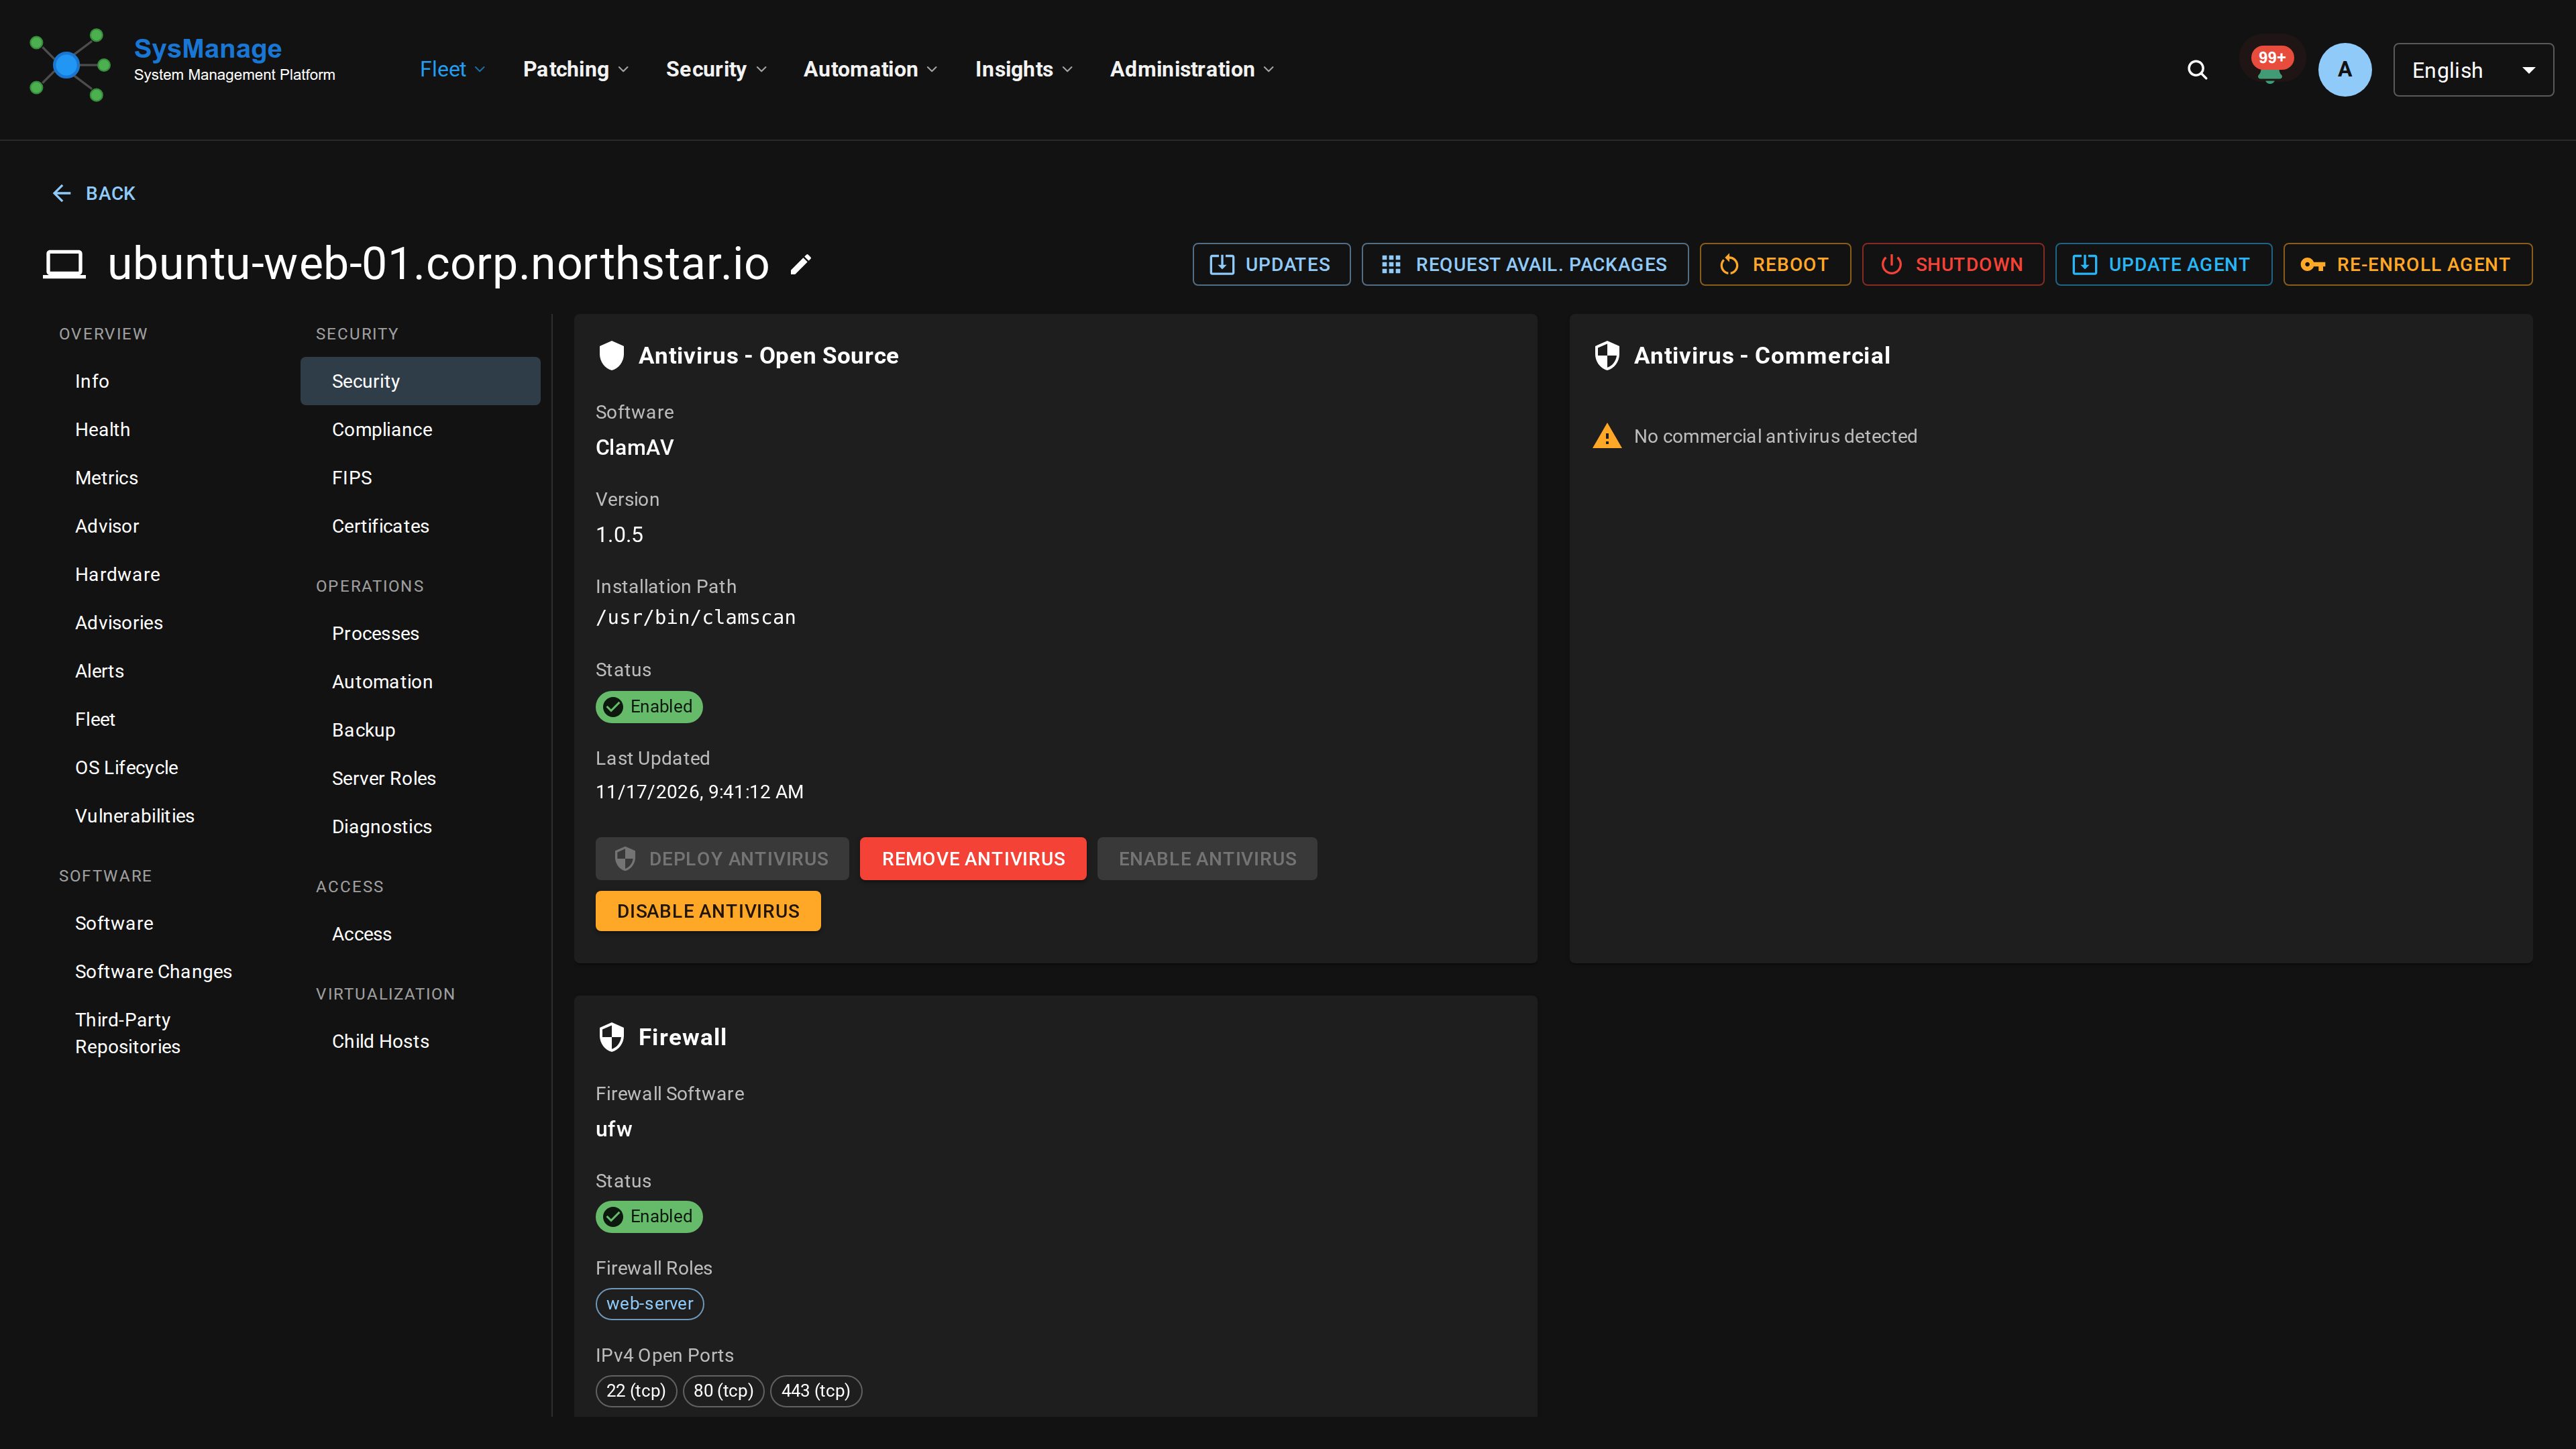 SysManage
System Management Platform
Fleet
Patching
Security
Automation
Insights
Administration
99+
A
English
BACK
ubuntu-web-01.corp.northstar.io
UPDATES
REQUEST AVAIL. PACKAGES
REBOOT
SHUTDOWN
UPDATE AGENT
RE-ENROLL AGENT
OVERVIEW
Info
Health
Metrics
Advisor
Hardware
Advisories
Alerts
Fleet
OS Lifecycle
Vulnerabilities
SOFTWARE
Software
Software Changes
Third-Party
Repositories
SECURITY
Security
Compliance
FIPS
Certificates
OPERATIONS
Processes
Automation
Backup
Server Roles
Diagnostics
ACCESS
Access
VIRTUALIZATION
Child Hosts
Antivirus - Open Source
Software
ClamAV
Version
1.0.5
Installation Path
/usr/bin/clamscan
Status
Enabled
Last Updated
11/17/2026, 9:41:12 AM
DEPLOY ANTIVIRUS
REMOVE ANTIVIRUS
ENABLE ANTIVIRUS
DISABLE ANTIVIRUS
Antivirus - Commercial
No commercial antivirus detected
Firewall
Firewall Software
ufw
Status
Enabled
Firewall Roles
web-server
IPv4 Open Ports
22 (tcp)
80 (tcp)
443 (tcp)